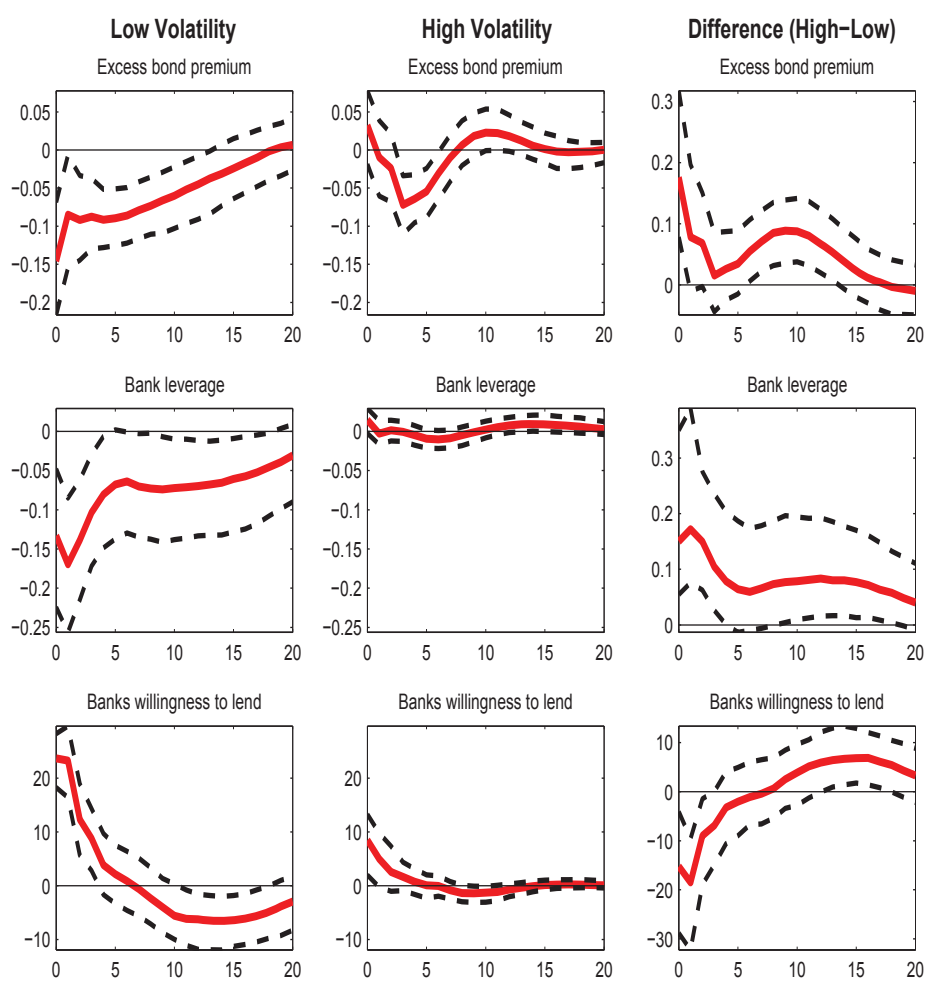 Low Volatility
High Volatility
Difference (High−Low)
Excess bond premium
Excess bond premium
Excess bond premium
0.05
0
−0.05
−0.1
−0.15
−0.2
0 5 10 15 20
0.05
0
−0.05
−0.1
−0.15
−0.2
0 5 10 15 20
0.3
0.2
0.1
0
0 5 10 15 20
Bank leverage
Bank leverage
Bank leverage
0
−0.05
−0.1
−0.15
−0.2
−0.25
0 5 10 15 20
0
−0.05
−0.1
−0.15
−0.2
−0.25
0 5 10 15 20
0.3
0.2
0.1
0
0 5 10 15 20
Banks willingness to lend
Banks willingness to lend
Banks willingness to lend
20
10
0
−10
0 5 10 15 20
20
10
0
−10
0 5 10 15 20
10
0
−10
−20
−30
0 5 10 15 20